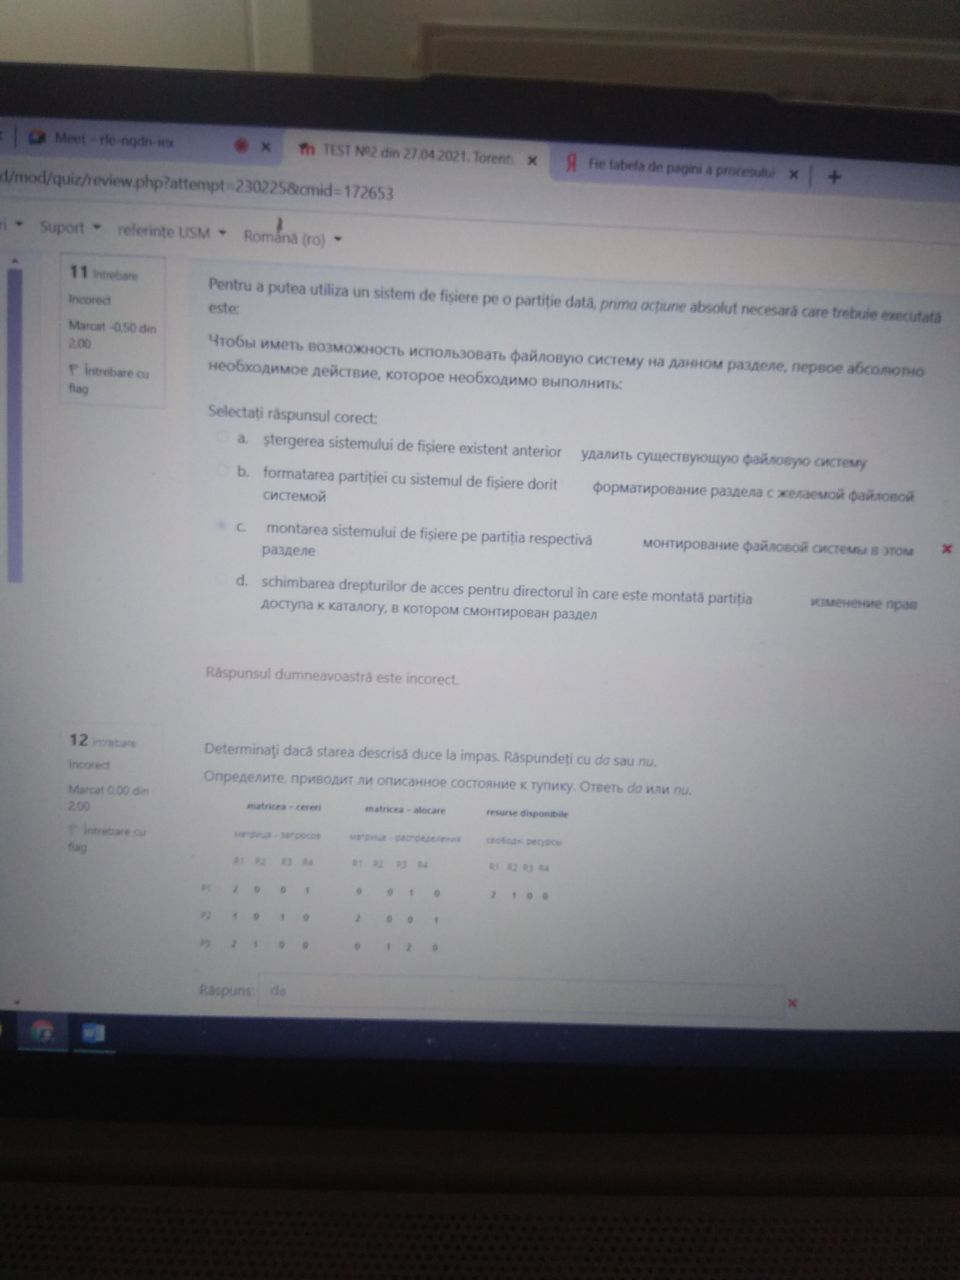 Meet - rfe-nqdn-iex
TEST №2 din 27.04.2021. Torenti
Fie tabela de pagini a procesului
d/mod/quiz/review.php?attempt=230225&cmid=172653
ri Suport referințe USM Română (ro)
11 Întrebare
Incorect
Marcat -0,50 din
2,00
Întrebare cu
flag
Pentru a putea utiliza un sistem de fișiere pe o partiție dată, prima acțiune absolut necesară care trebuie executată
este:
Чтобы иметь возможность использовать файловую систему на данном разделе, первое абсолютно
необходимое действие, которое необходимо выполнить:
Selectați răspunsul corect:
a. ștergerea sistemului de fișiere existent anterior удалить существующую файловую систему
b. formatarea partiției cu sistemul de fișiere dorit форматирование раздела с желаемой файловой
системой
c. montarea sistemului de fișiere pe partiția respectivă монтирование файловой системы в этом
разделе
d. schimbarea drepturilor de acces pentru directorul în care este montată partiția изменение прав
доступа к каталогу, в котором смонтирован раздел
Răspunsul dumneavoastră este incorect.
12 Întrebare
Incorect
Marcat 0,00 din
2,00
Întrebare cu
flag
Determinați dacă starea descrisă duce la impas. Răspundeți cu da sau nu.
Определите, приводит ли описанное состояние к тупику. Ответь da или nu.
matricea - cereri matricea - alocare resurse disponibile
матрица - запросов матрица - распределения свободн. ресурсы
R1 R2 R3 R4 R1 R2 R3 R4 R1 R2 R3 R4
P1 2 0 0 1 0 0 1 0 2 1 0 0
P2 1 0 1 0 2 0 0 1
P3 2 1 0 0 0 1 2 0
Răspuns: da